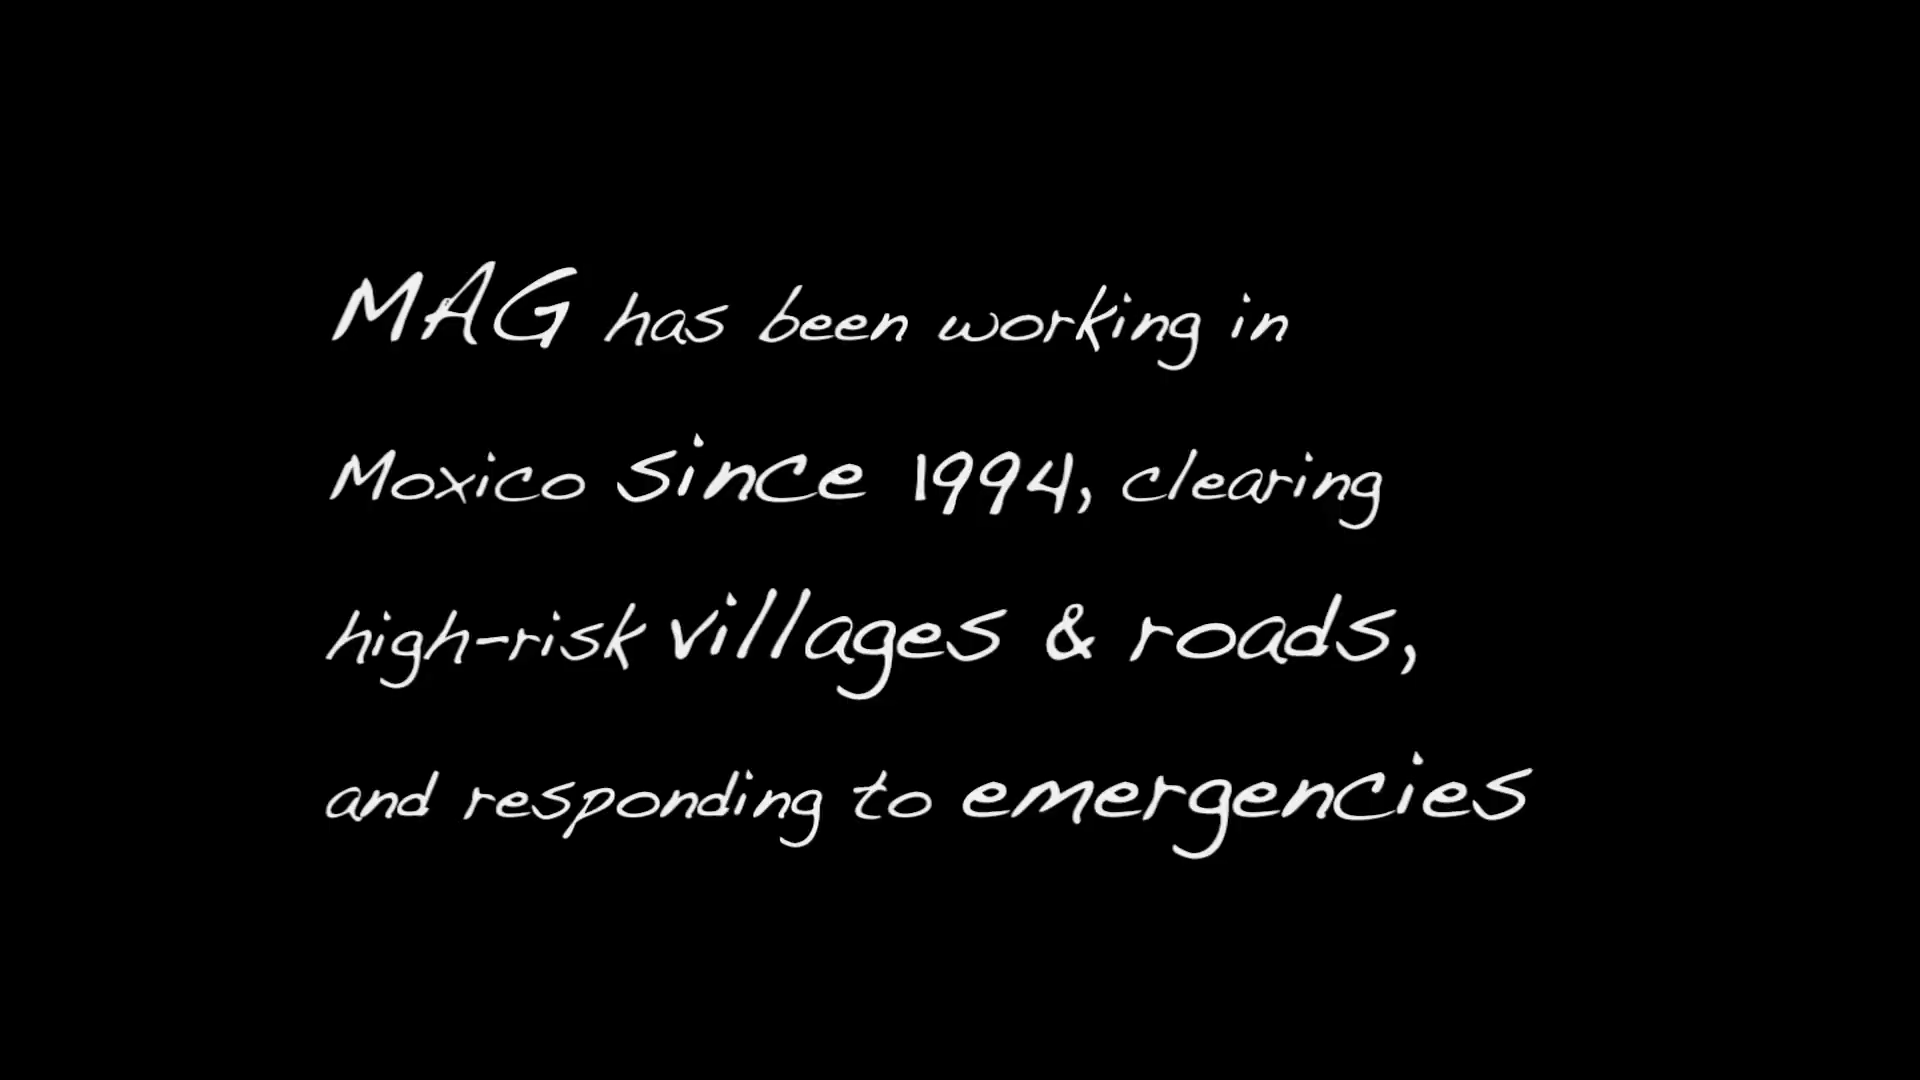 MAG has been working in
Moxico since 1994, clearing
high-risk villages & roads,
and responding to emergencies